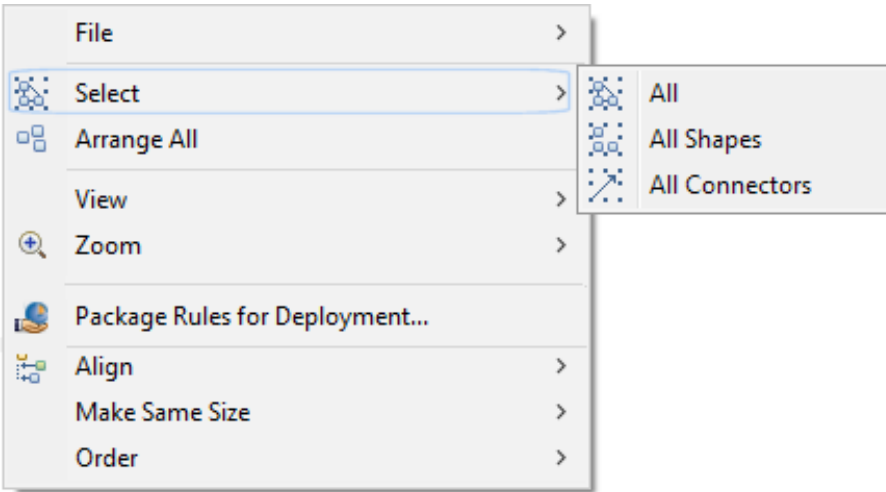 File
Select
All
Arrange All
All Shapes
All Connectors
View
Zoom
Package Rules for Deployment...
Align
Make Same Size
Order